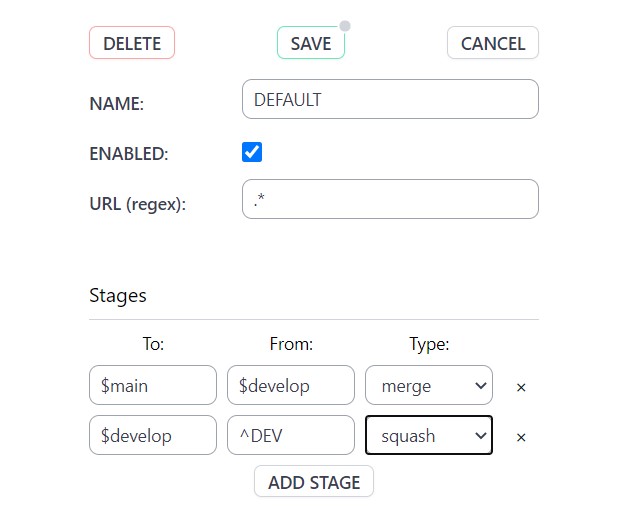 DELETE SAVE CANCEL
NAME: DEFAULT
ENABLED:
URL (regex): .*
Stages
To: From: Type:
$main $develop merge ×
$develop ^DEV squash ×
ADD STAGE